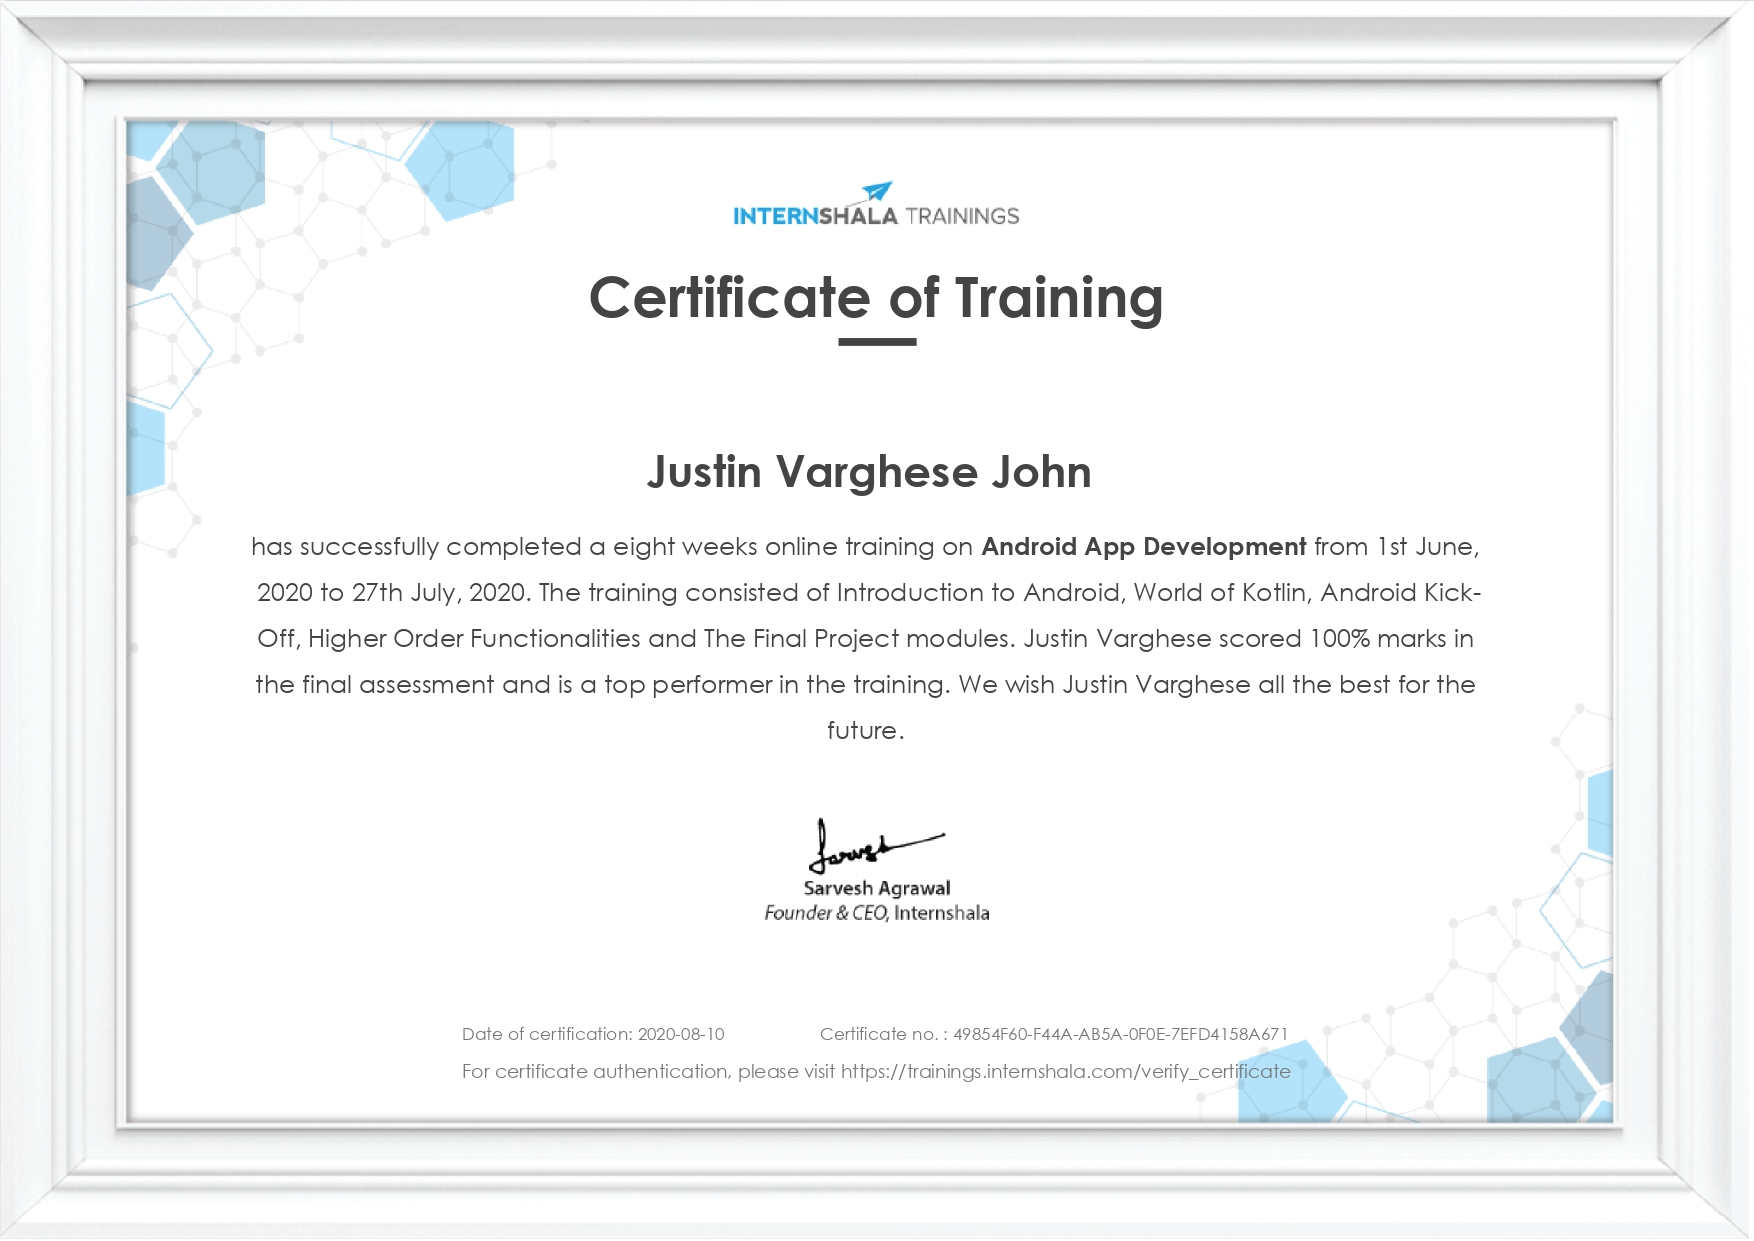 INTERNSHALA TRAININGS
Certificate of Training
Justin Varghese John
has successfully completed a eight weeks online training on Android App Development from 1st June,
2020 to 27th July, 2020. The training consisted of Introduction to Android, World of Kotlin, Android Kick-
Off, Higher Order Functionalities and The Final Project modules. Justin Varghese scored 100% marks in
the final assessment and is a top performer in the training. We wish Justin Varghese all the best for the
future.
Sarvesh
Sarvesh Agrawal
Founder & CEO, Internshala
Date of certification: 2020-08-10 Certificate no. : 49854F60-F44A-AB5A-0F0E-7EFD4158A671
For certificate authentication, please visit https://trainings.internshala.com/verify_certificate